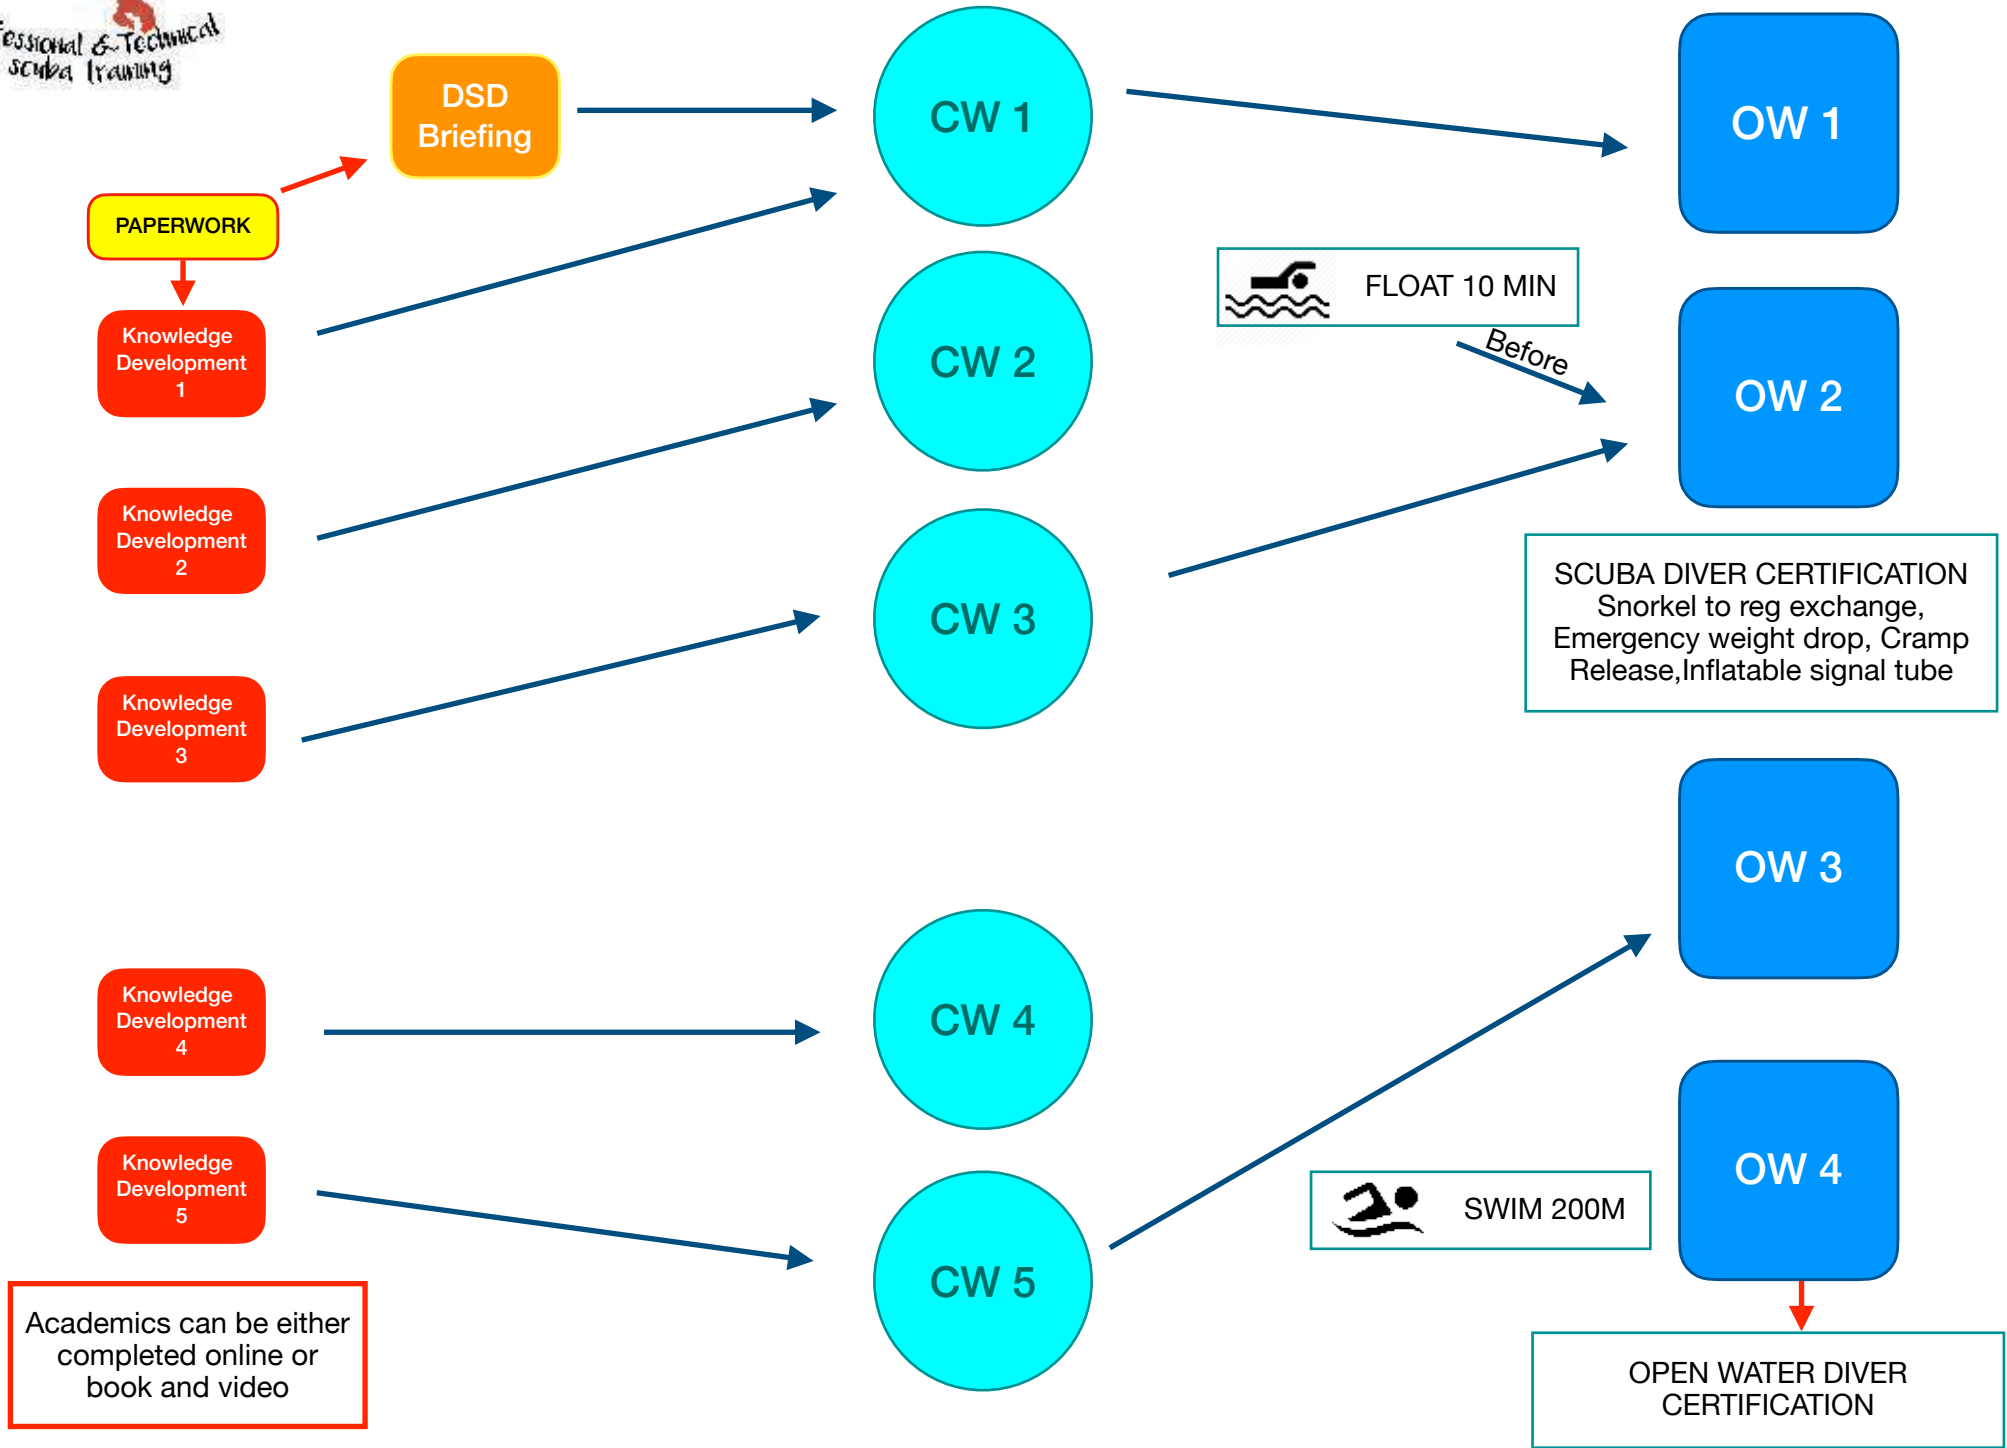 essional & Technical
scuba training
DSD
Briefing
CW 1
OW 1
PAPERWORK
FLOAT 10 MIN
Before
Knowledge
Development
1
CW 2
OW 2
Knowledge
Development
2
SCUBA DIVER CERTIFICATION
Snorkel to reg exchange,
Emergency weight drop, Cramp
Release,Inflatable signal tube
CW 3
Knowledge
Development
3
OW 3
Knowledge
Development
4
CW 4
OW 4
Knowledge
Development
5
SWIM 200M
CW 5
Academics can be either
completed online or
book and video
OPEN WATER DIVER
CERTIFICATION